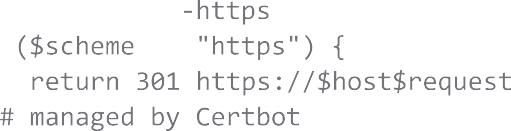 -https
($scheme "https") {
return 301 https://$host$request
# managed by Certbot